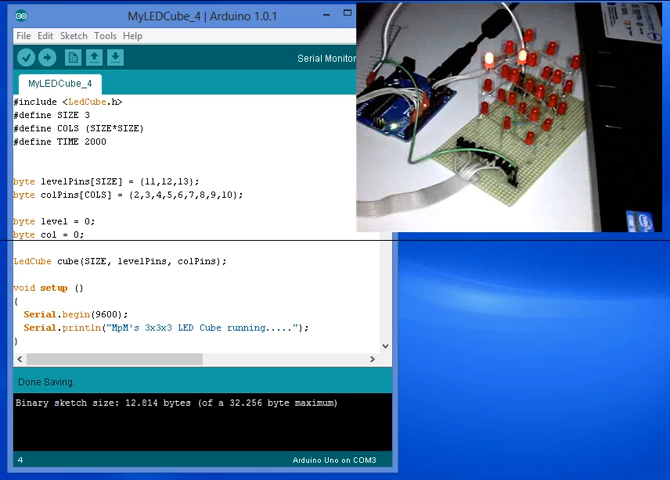 MyLEDCube_4 | Arduino 1.0.1
File Edit Sketch Tools Help
Serial Monitor
MyLEDCube_4
#include <LedCube.h>
#define SIZE 3
#define COLS (SIZE*SIZE)
#define TIME 2000
byte levelPins[SIZE] = {11,12,13};
byte colPins[COLS] = {2,3,4,5,6,7,8,9,10};
byte level = 0;
byte col = 0;
LedCube cube(SIZE, levelPins, colPins);
void setup ()
{
Serial.begin(9600);
Serial.println("MpM's 3x3x3 LED Cube running.....");
}
Done Saving.
Binary sketch size: 12.814 bytes (of a 32.256 byte maximum)
4
Arduino Uno on COM3